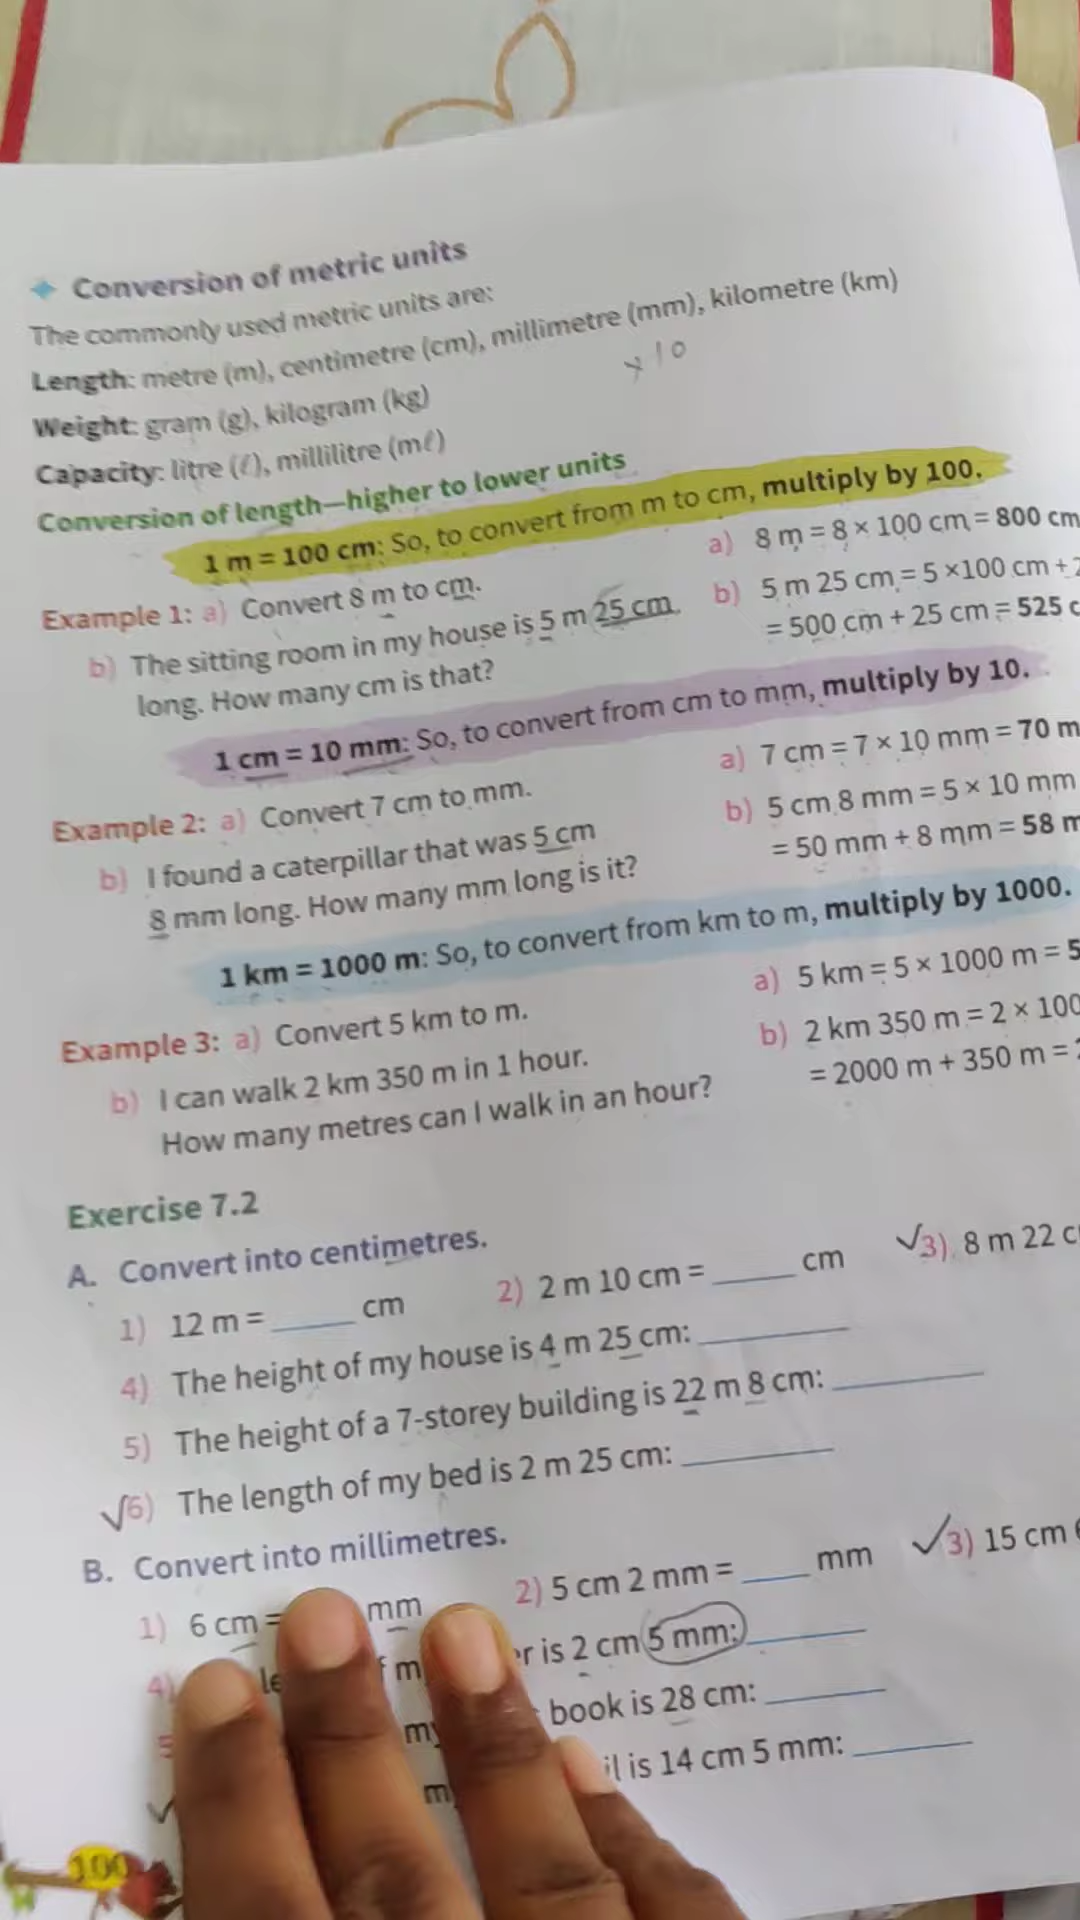 Conversion of metric units
The commonly used metric units are:
Length: metre (m), centimetre (cm), millimetre (mm), kilometre (km)
× 10
Weight: gram (g), kilogram (kg)
Capacity: litre (ℓ), millilitre (mℓ)
Conversion of length—higher to lower units
1 m = 100 cm: So, to convert from m to cm, multiply by 100.
Example 1: a) Convert 8 m to cm.
a) 8 m = 8 × 100 cm = 800 cm
b) The sitting room in my house is 5 m 25 cm
long. How many cm is that?
b) 5 m 25 cm = 5 ×100 cm +
= 500 cm + 25 cm = 525
1 cm = 10 mm: So, to convert from cm to mm, multiply by 10.
Example 2: a) Convert 7 cm to mm.
a) 7 cm = 7 × 10 mm = 70
b) I found a caterpillar that was 5 cm
8 mm long. How many mm long is it?
b) 5 cm 8 mm = 5 × 10 mm
= 50 mm + 8 mm = 58
1 km = 1000 m: So, to convert from km to m, multiply by 1000.
Example 3: a) Convert 5 km to m.
a) 5 km = 5 × 1000 m =
b) I can walk 2 km 350 m in 1 hour.
How many metres can I walk in an hour?
b) 2 km 350 m = 2 ×
= 2000 m + 350 m =
Exercise 7.2
A. Convert into centimetres.
1) 12 m = ____ cm 2) 2 m 10 cm = ____ cm √3) 8 m 22
4) The height of my house is 4 m 25 cm: ____
5) The height of a 7-storey building is 22 m 8 cm: ____
√6) The length of my bed is 2 m 25 cm: ____
B. Convert into millimetres.
1) 6 cm = mm 2) 5 cm 2 mm = ____ mm √3) 15 cm
4) is 2 cm 5 mm: ____
book is 28 cm: ____
is 14 cm 5 mm: ____
100